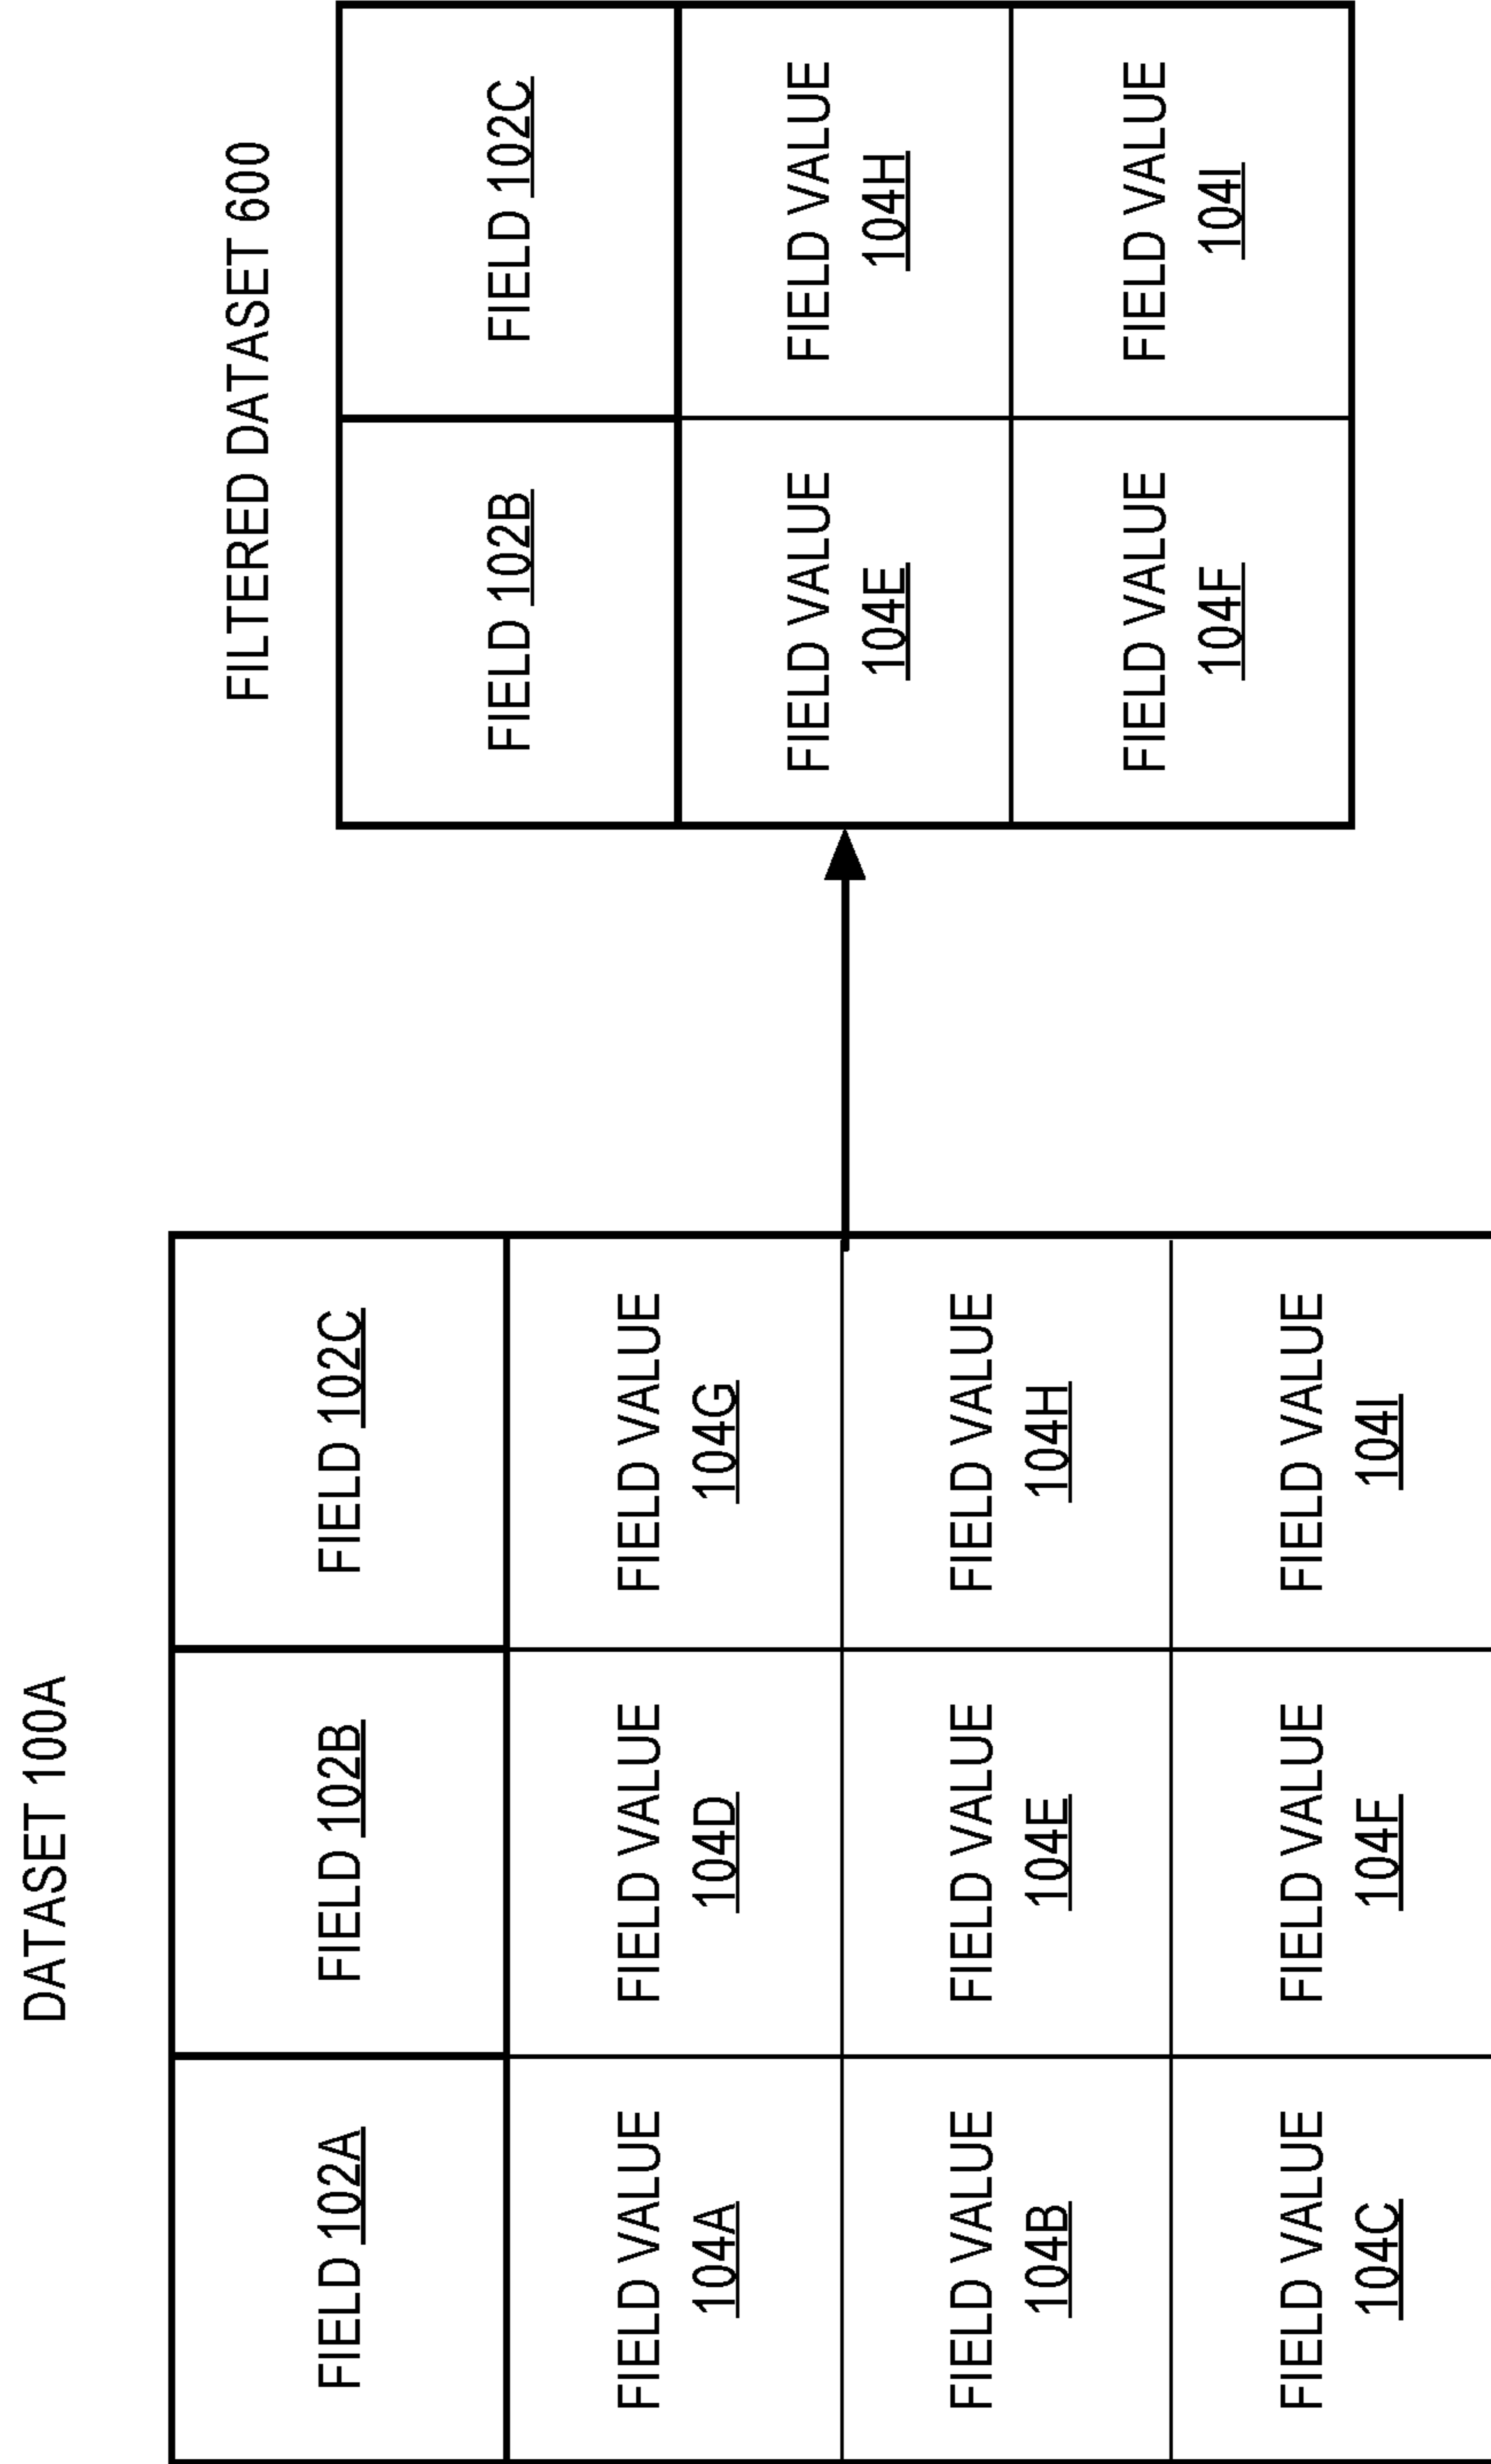 DATASET 100A
FIELD 102A
FIELD 102B
FIELD 102C
FIELD VALUE
104A
FIELD VALUE
104D
FIELD VALUE
104G
FIELD VALUE
104B
FIELD VALUE
104E
FIELD VALUE
104H
FIELD VALUE
104C
FIELD VALUE
104F
FIELD VALUE
104I
FILTERED DATASET 600
FIELD 102B
FIELD 102C
FIELD VALUE
104E
FIELD VALUE
104H
FIELD VALUE
104F
FIELD VALUE
104I